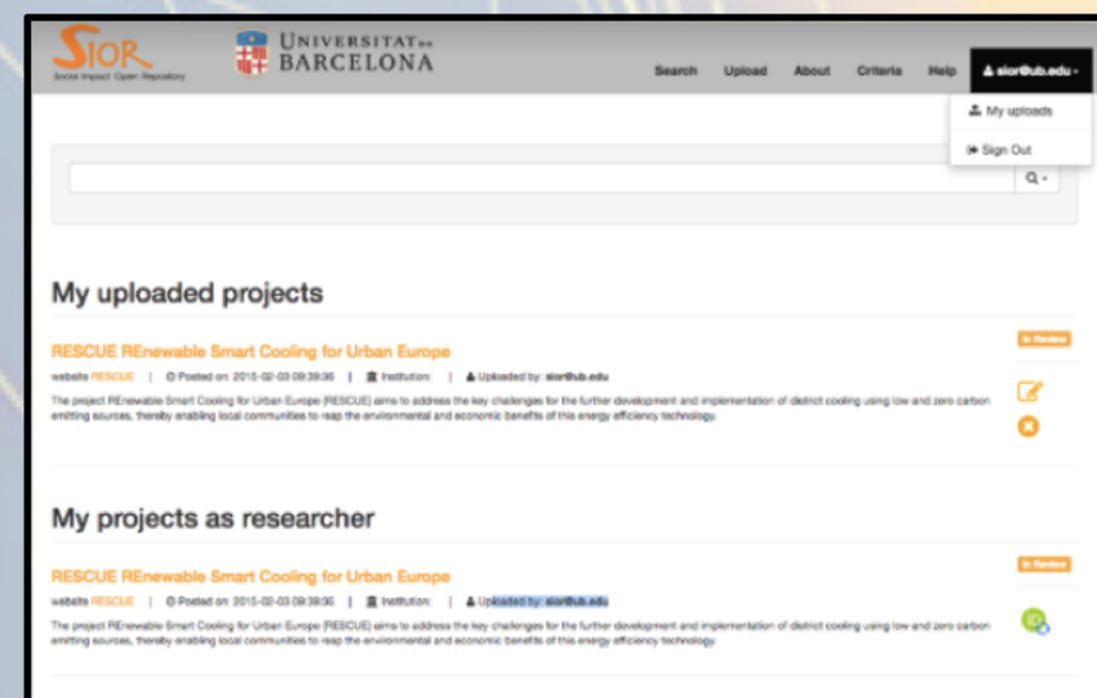 SIOR
Social Impact Open Repository
UNIVERSITAT DE
BARCELONA
Search Upload About Criteria Help sior@ub.edu
My uploads
Sign Out
My uploaded projects
RESCUE REnewable Smart Cooling for Urban Europe
In Review
website RESCUE | Posted on: 2015-02-03 09:39:36 | Institution: | Uploaded by: sior@ub.edu
The project REnewable Smart Cooling for Urban Europe (RESCUE) aims to address the key challenges for the further development and implementation of district cooling using low and zero carbon
emitting sources, thereby enabling local communities to reap the environmental and economic benefits of this energy efficiency technology.
My projects as researcher
RESCUE REnewable Smart Cooling for Urban Europe
In Review
website RESCUE | Posted on: 2015-02-03 09:39:36 | Institution: | Uploaded by: sior@ub.edu
The project REnewable Smart Cooling for Urban Europe (RESCUE) aims to address the key challenges for the further development and implementation of district cooling using low and zero carbon
emitting sources, thereby enabling local communities to reap the environmental and economic benefits of this energy efficiency technology.
iD